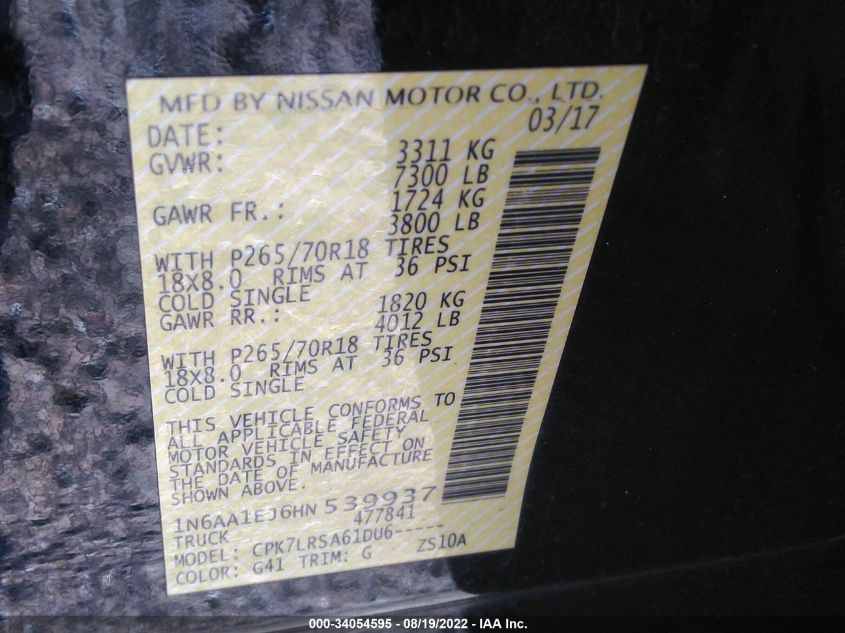 MFD BY NISSAN MOTOR CO., LTD.
DATE: 03/17
GVWR: 3311 KG
7300 LB
GAWR FR.: 1724 KG
3800 LB
WITH P265/70R18 TIRES
18X8.0 RIMS AT 36 PSI
COLD SINGLE
GAWR RR.: 1820 KG
4012 LB
WITH P265/70R18 TIRES
18X8.0 RIMS AT 36 PSI
COLD SINGLE
THIS VEHICLE CONFORMS TO
ALL APPLICABLE FEDERAL
MOTOR VEHICLE SAFETY
STANDARDS IN EFFECT ON
THE DATE OF MANUFACTURE
SHOWN ABOVE.
1N6AA1EJ6HN539937
TRUCK 477841
MODEL: CPK7LRSA61DU6-----
COLOR: G41 TRIM: G ZS10A
000-34054595 - 08/19/2022 - IAA Inc.